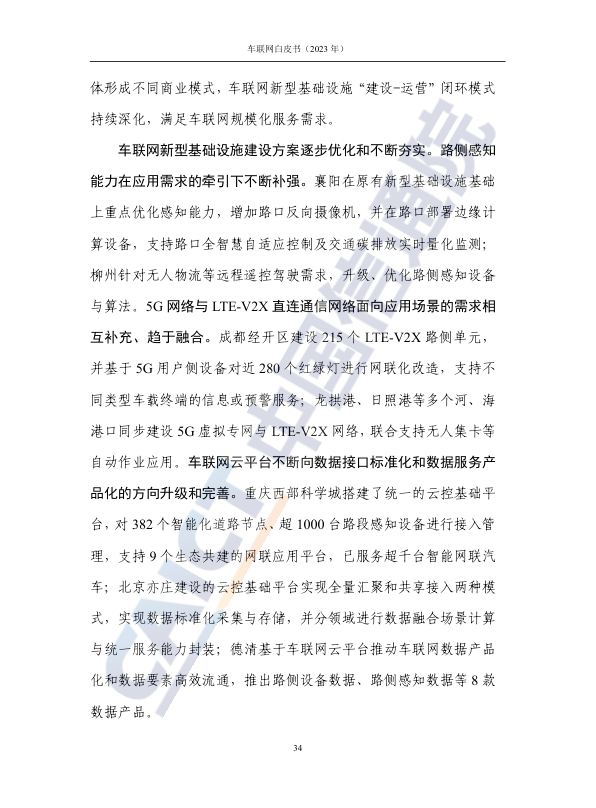 车联网白皮书（2023 年）
体形成不同商业模式，车联网新型基础设施“建设-运营”闭环模式
持续深化，满足车联网规模化服务需求。
车联网新型基础设施建设方案逐步优化和不断夯实。路侧感知
能力在应用需求的牵引下不断补强。襄阳在原有新型基础设施基础
上重点优化感知能力，增加路口反向摄像机，并在路口部署边缘计
算设备，支持路口全智慧自适应控制及交通碳排放实时量化监测；
柳州针对无人物流等远程遥控驾驶需求，升级、优化路侧感知设备
与算法。5G 网络与 LTE-V2X 直连通信网络面向应用场景的需求相
互补充、趋于融合。成都经开区建设 215 个 LTE-V2X 路侧单元，
并基于 5G 用户侧设备对近 280 个红绿灯进行网联化改造，支持不
同类型车载终端的信息或预警服务；龙拱港、日照港等多个河、海
港口同步建设 5G 虚拟专网与 LTE-V2X 网络，联合支持无人集卡等
自动作业应用。车联网云平台不断向数据接口标准化和数据服务产
品化的方向升级和完善。重庆西部科学城搭建了统一的云控基础平
台，对 382 个智能化道路节点、超 1000 台路段感知设备进行接入管
理，支持 9 个生态共建的网联应用平台，已服务超千台智能网联汽
车；北京亦庄建设的云控基础平台实现全量汇聚和共享接入两种模
式，实现数据标准化采集与存储，并分领域进行数据融合场景计算
与统一服务能力封装；德清基于车联网云平台推动车联网数据产品
化和数据要素高效流通，推出路侧设备数据、路侧感知数据等 8 款
数据产品。
CAICT 中国信通院
34